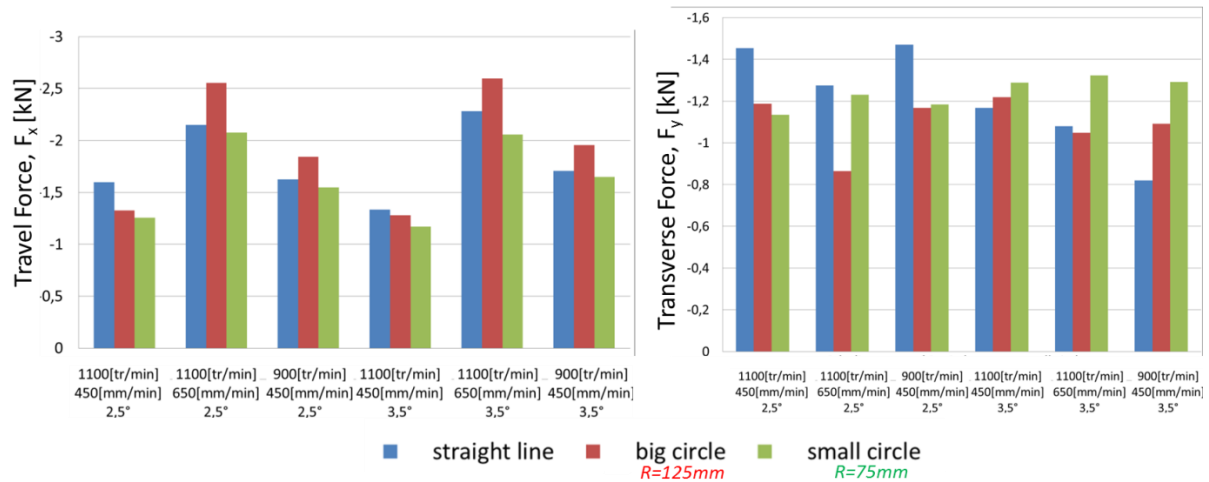 Travel Force, Fx [kN]
-3
-2,5
-2
-1,5
-1
-0,5
0
1100[tr/min] 1100[tr/min] 900[tr/min] 1100[tr/min] 1100[tr/min] 900[tr/min]
450[mm/min] 650[mm/min] 450[mm/min] 450[mm/min] 650[mm/min] 450[mm/min]
2,5° 2,5° 2,5° 3,5° 3,5° 3,5°
Transverse Force, Fy [kN]
-1,6
-1,4
-1,2
-1
-0,8
-0,6
-0,4
-0,2
0
1100[tr/min] 1100[tr/min] 900[tr/min] 1100[tr/min] 1100[tr/min] 900[tr/min]
450[mm/min] 650[mm/min] 450[mm/min] 450[mm/min] 650[mm/min] 450[mm/min]
2,5° 2,5° 2,5° 3,5° 3,5° 3,5°
straight line big circle small circle
R=125mm R=75mm